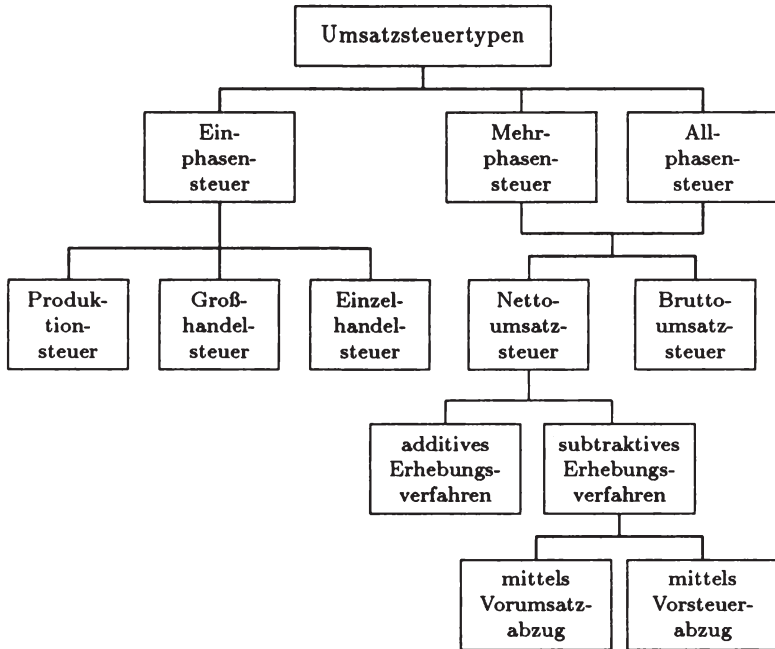 Umsatzsteuertypen
Ein-
phasen-
steuer
Mehr-
phasen-
steuer
All-
phasen-
steuer
Produk-
tion-
steuer
Groß-
handel-
steuer
Einzel-
handel-
steuer
Netto-
umsatz-
steuer
Brutto-
umsatz-
steuer
additives
Erhebungs-
verfahren
subtraktives
Erhebungs-
verfahren
mittels
Vorumsatz-
abzug
mittels
Vorsteuer-
abzug